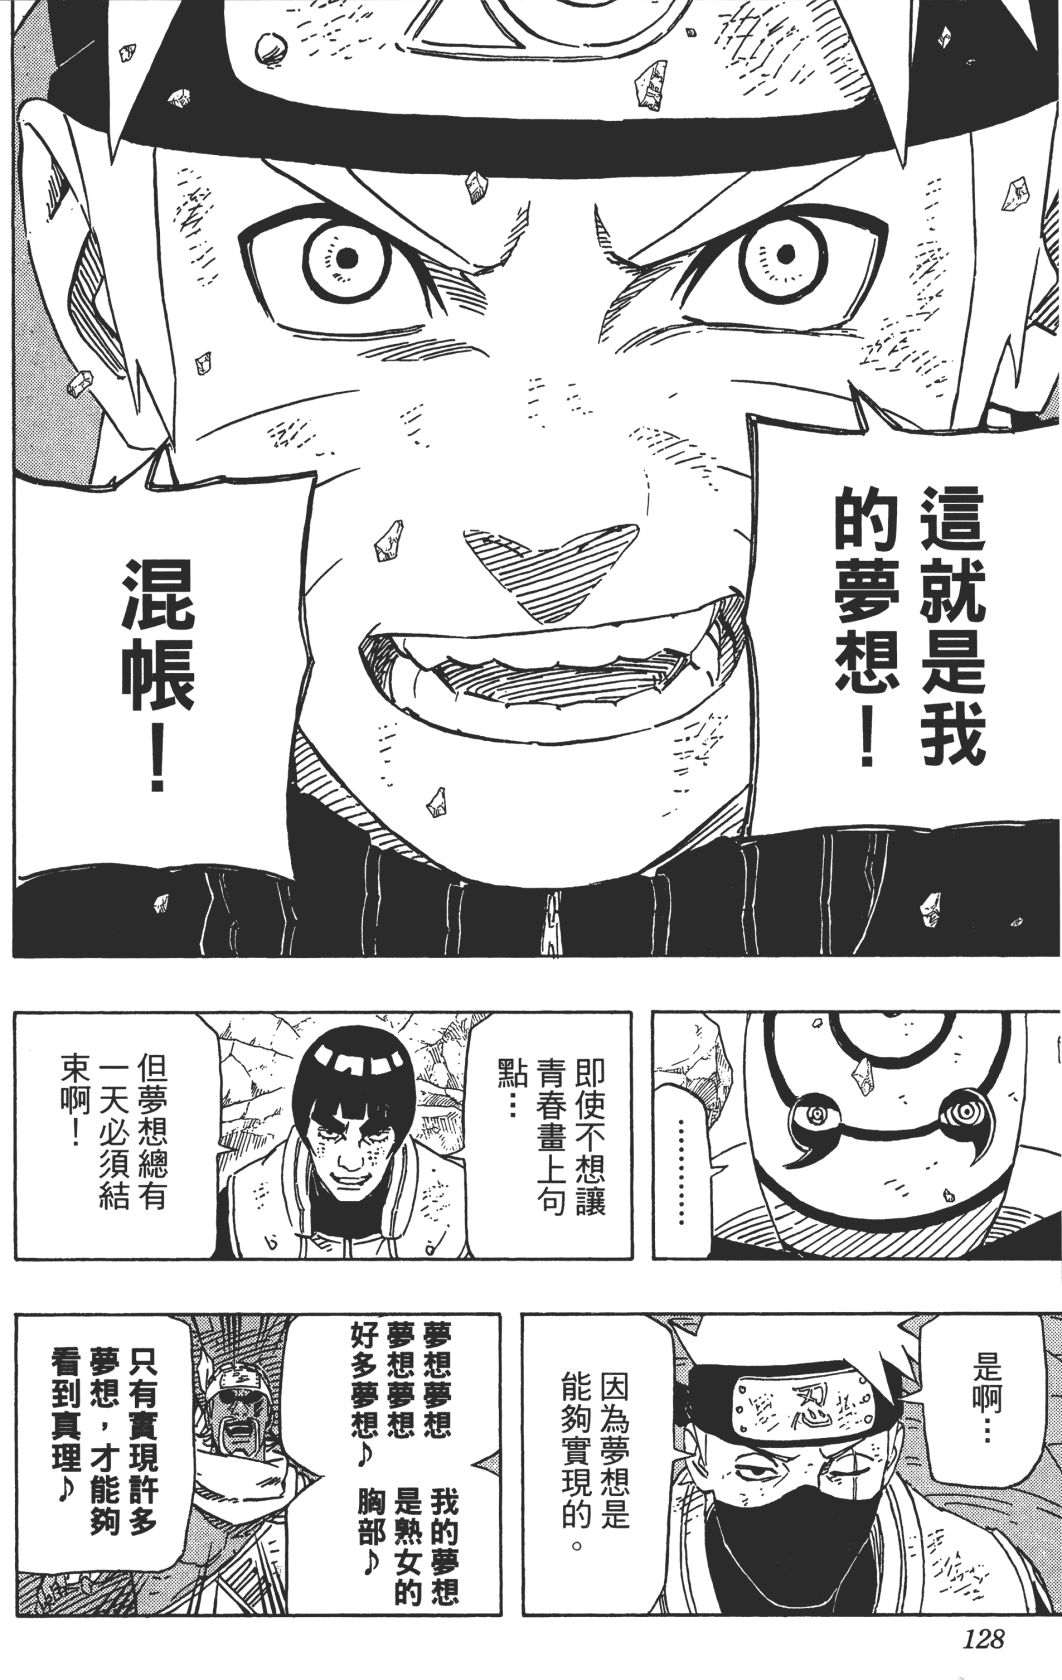 這就是我
的夢想！
混帳！
…………
即使不想讓
青春畫上句
點…
但夢想總有
一天必須結
束啊！
是啊…
忍
因為夢想是
能夠實現的。
夢想夢想
夢想夢想
好多夢想♪
我的夢想
是熟女的
胸部♪
只有實現許多
夢想，才能夠
看到真理♪
128